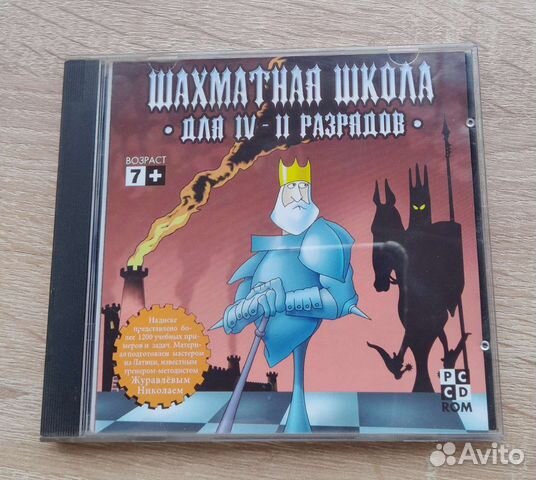 ШАХМАТНАЯ ШКОЛА
• ДЛЯ IV - II РАЗРЯДОВ •
ВОЗРАСТ
7+
На диске
представлено бо-
лее 1200 учебных при-
меров и задач. Матери-
ал подготовлен мастером
из Латвии, известным
тренером-методистом
Журавлёвым
Николаем
PC
CD
ROM
Avito